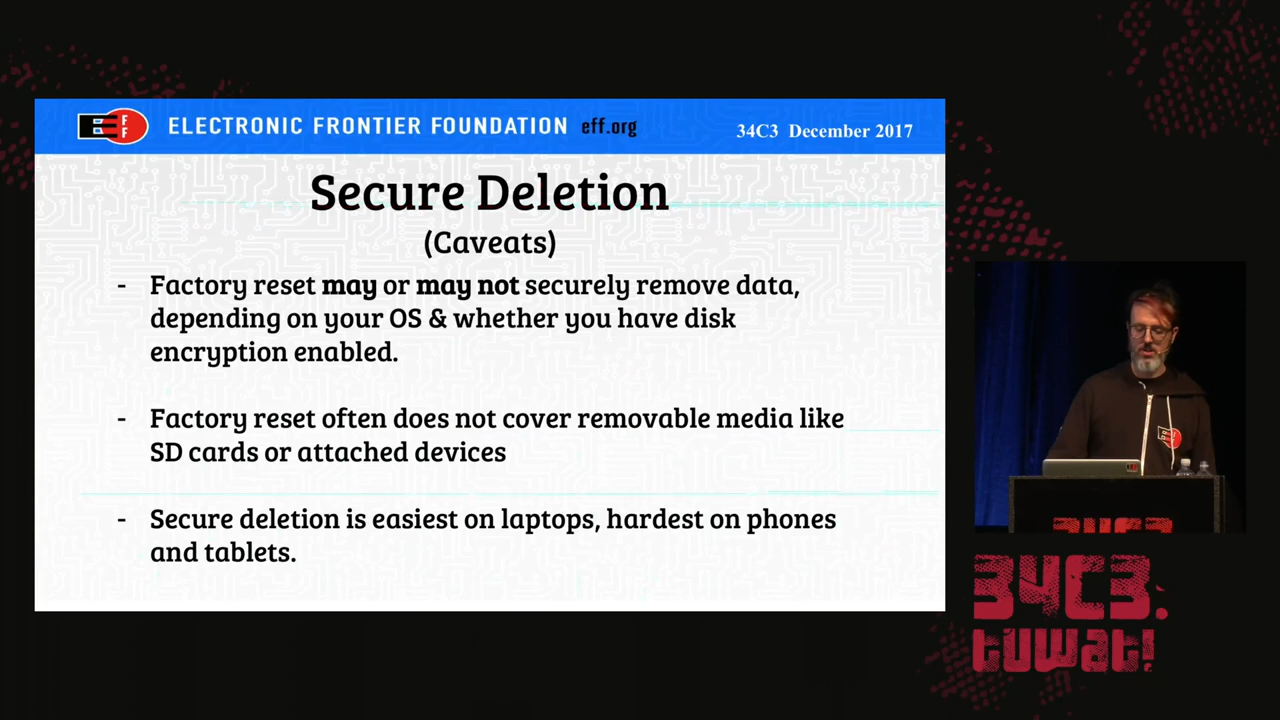 EFF
ELECTRONIC FRONTIER FOUNDATION eff.org
34C3 December 2017
Secure Deletion
(Caveats)
- Factory reset may or may not securely remove data,
depending on your OS & whether you have disk
encryption enabled.
- Factory reset often does not cover removable media like
SD cards or attached devices
- Secure deletion is easiest on laptops, hardest on phones
and tablets.
34C3
34C3.
tuwat!